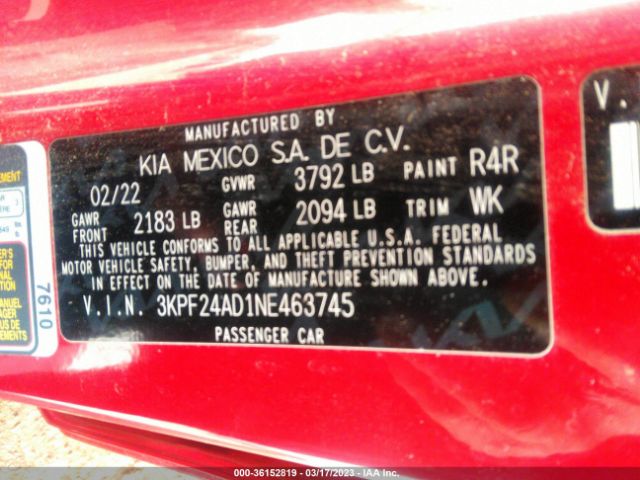 MANUFACTURED BY
KIA MEXICO S.A. DE C.V.
02/22 GVWR 3792 LB PAINT R4R
GAWR FRONT 2183 LB GAWR REAR 2094 LB TRIM WK
THIS VEHICLE CONFORMS TO ALL APPLICABLE U.S.A. FEDERAL
MOTOR VEHICLE SAFETY, BUMPER, AND THEFT PREVENTION STANDARDS
IN EFFECT ON THE DATE OF MANUFACTURE SHOWN ABOVE.
V.I.N. 3KPF24AD1NE463745
PASSENGER CAR
7610
V.
000-36152819 - 03/17/2023 - IAA Inc.